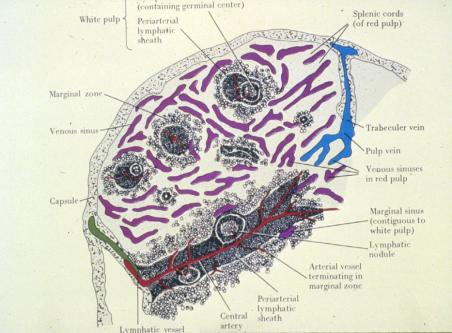 (containing germinal center)
White pulp
Periarterial
lymphatic
sheath
Splenic cords
(of red pulp)
Marginal zone
Venous sinus
Capsule
Trabeculer vein
Pulp vein
Venous sinuses
in red pulp
Marginal sinus
(contiguous to
white pulp)
Lymphatic
nodule
Arterial vessel
terminating in
marginal zone
Periarterial
lymphatic
sheath
Central
artery
Lymphatic vessel